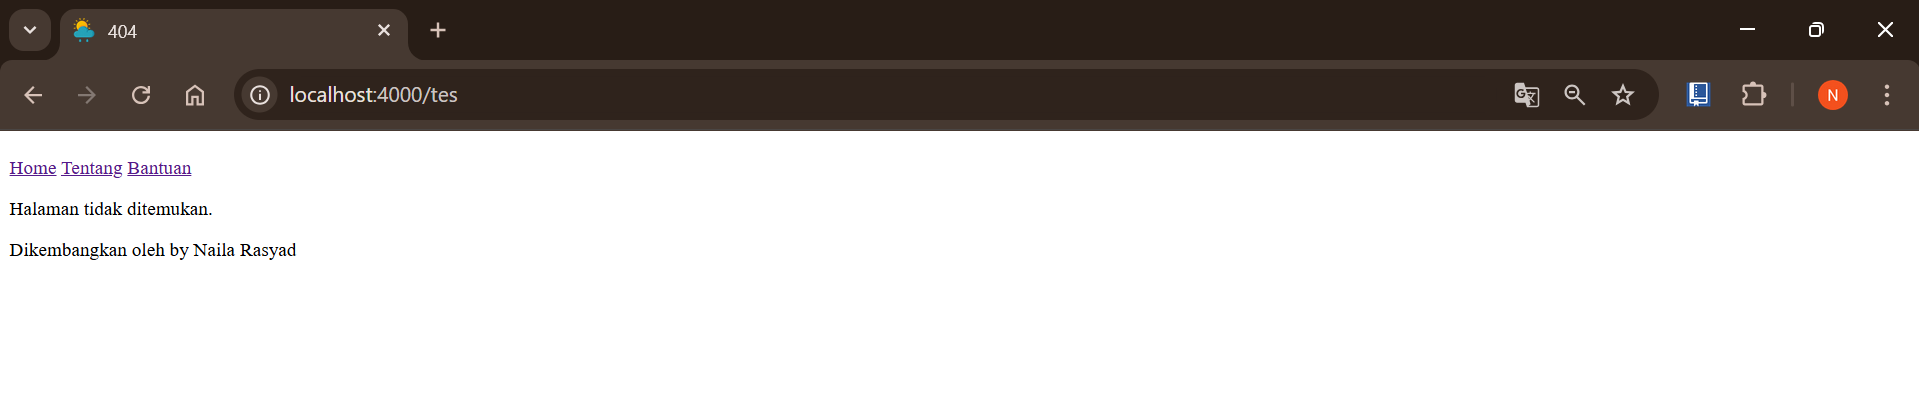 404
localhost:4000/tes
N
Home Tentang Bantuan
Halaman tidak ditemukan.
Dikembangkan oleh by Naila Rasyad